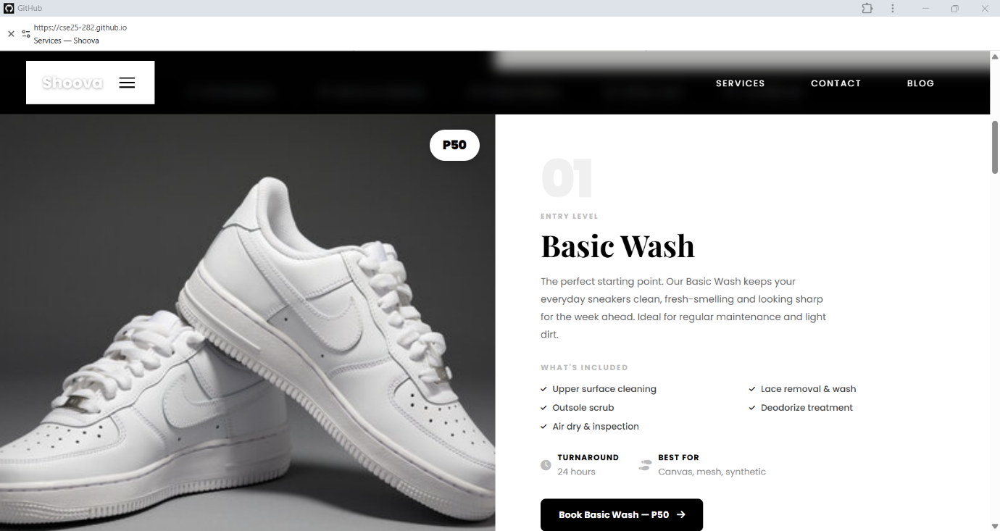 GitHub
https://cse25-282.github.io
Services — Shoova
Shoova
SERVICES
CONTACT
BLOG
P50
01
ENTRY LEVEL
Basic Wash
The perfect starting point. Our Basic Wash keeps your
everyday sneakers clean, fresh-smelling and looking sharp
for the week ahead. Ideal for regular maintenance and light
dirt.
WHAT'S INCLUDED
Upper surface cleaning
Lace removal & wash
Outsole scrub
Deodorize treatment
Air dry & inspection
TURNAROUND
24 hours
BEST FOR
Canvas, mesh, synthetic
Book Basic Wash — P50